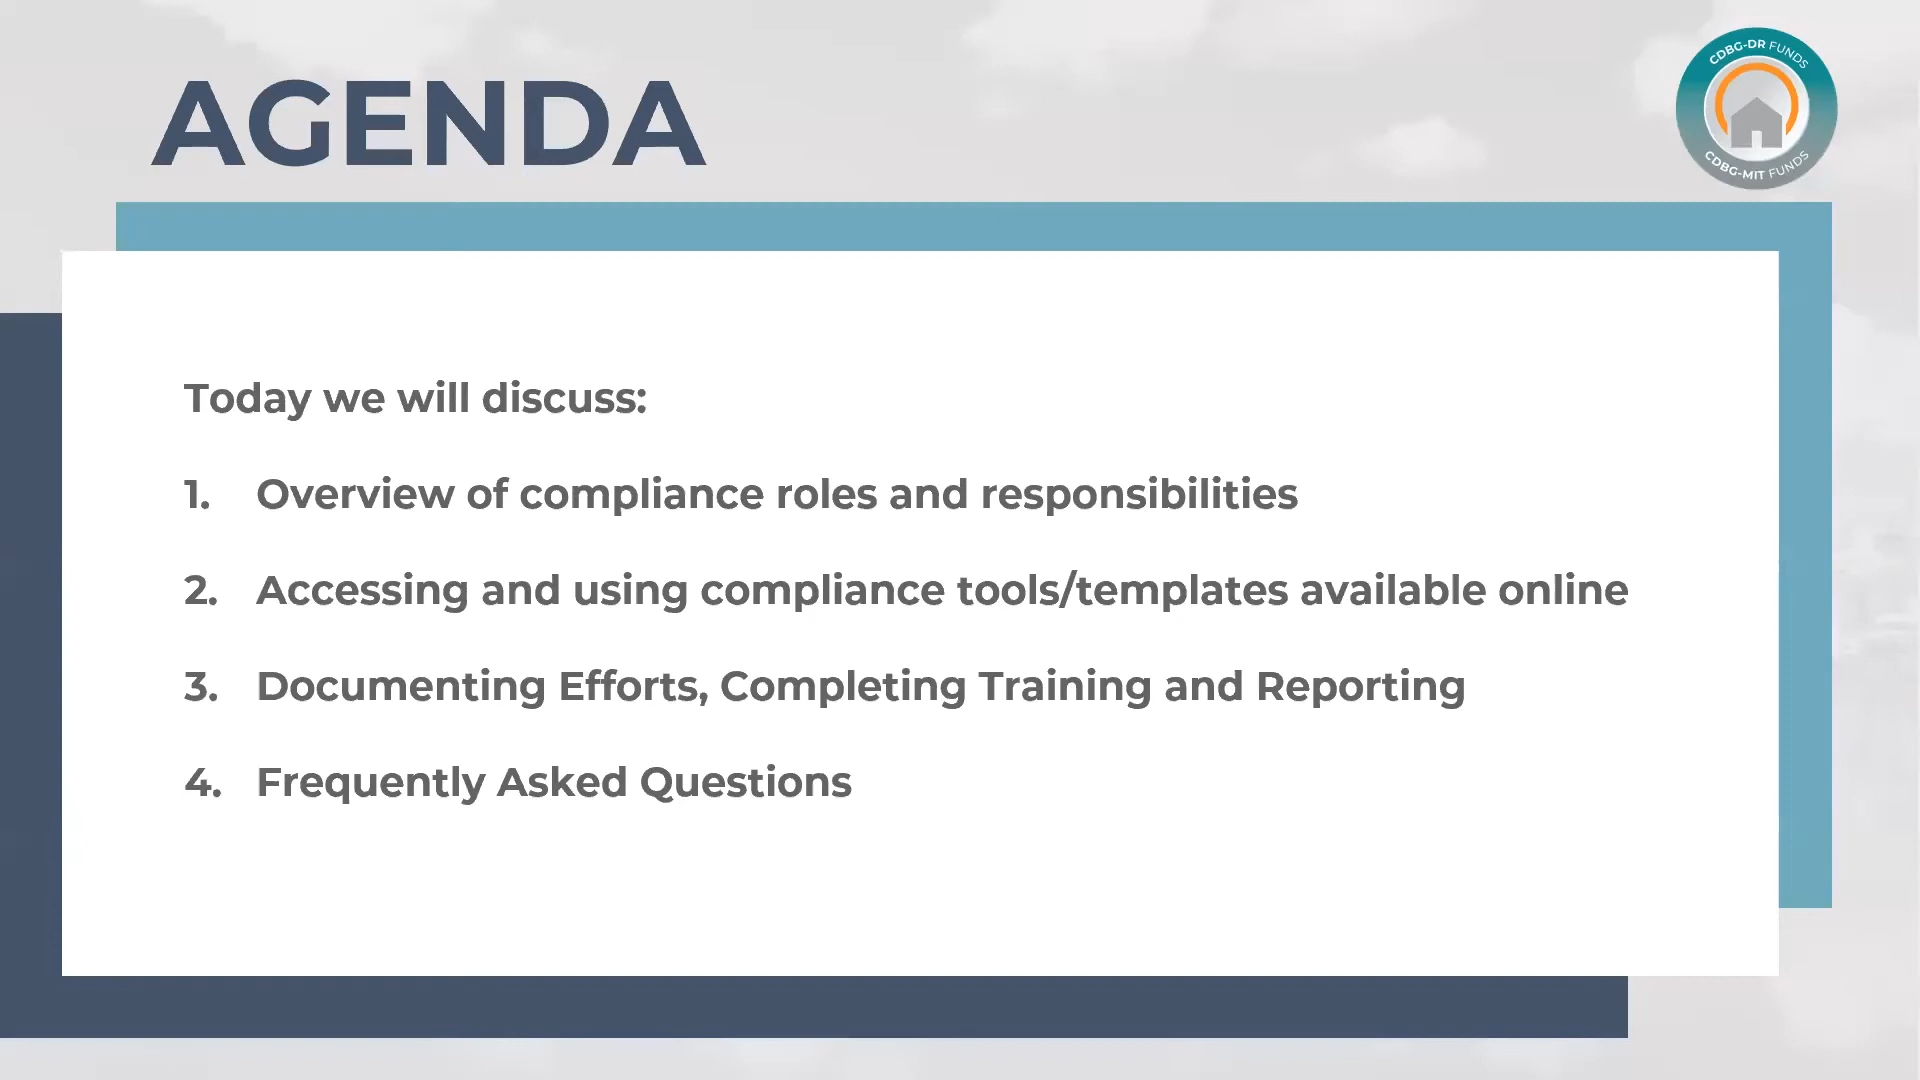 AGENDA
CDBG-DR FUNDS
CDBG-MIT FUNDS
Today we will discuss:
1. Overview of compliance roles and responsibilities
2. Accessing and using compliance tools/templates available online
3. Documenting Efforts, Completing Training and Reporting
4. Frequently Asked Questions